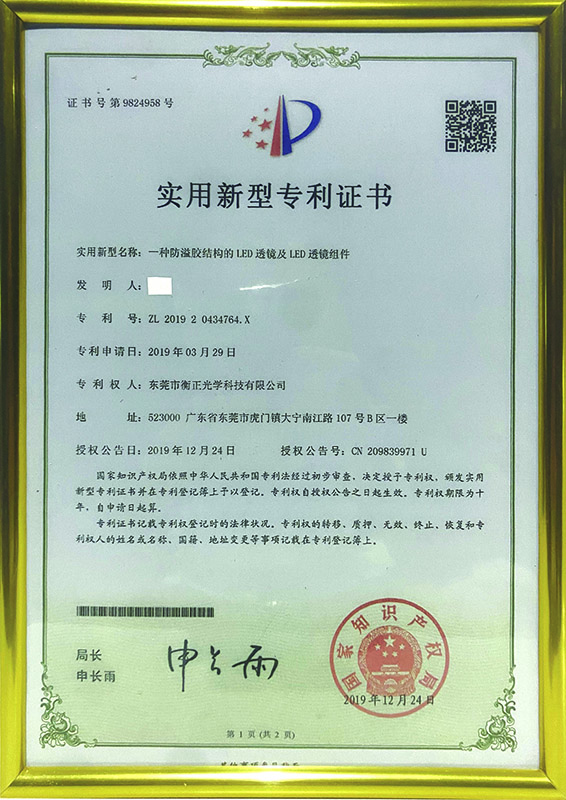 证书号第9824958号
实用新型专利证书
实用新型名称：一种防溢胶结构的LED透镜及LED透镜组件
发明人：
专利号：ZL 2019 2 0434764.X
专利申请日：2019年03月29日
专利权人：东莞市衡正光学科技有限公司
地址：523000 广东省东莞市虎门镇大宁南江路107号B区一楼
授权公告日：2019年12月24日 授权公告号：CN 209839971 U
国家知识产权局依照中华人民共和国专利法经过初步审查，决定授予专利权，颁发实用
新型专利证书并在专利登记簿上予以登记。专利权自授权公告之日起生效。专利权期限为十
年，自申请日起算。
专利证书记载专利权登记时的法律状况。专利权的转移、质押、无效、终止、恢复和专
利权人的姓名或名称、国籍、地址变更等事项记载在专利登记簿上。
局长
申长雨
申长雨
国家知识产权局
2019年12月24日
第1页(共2页)